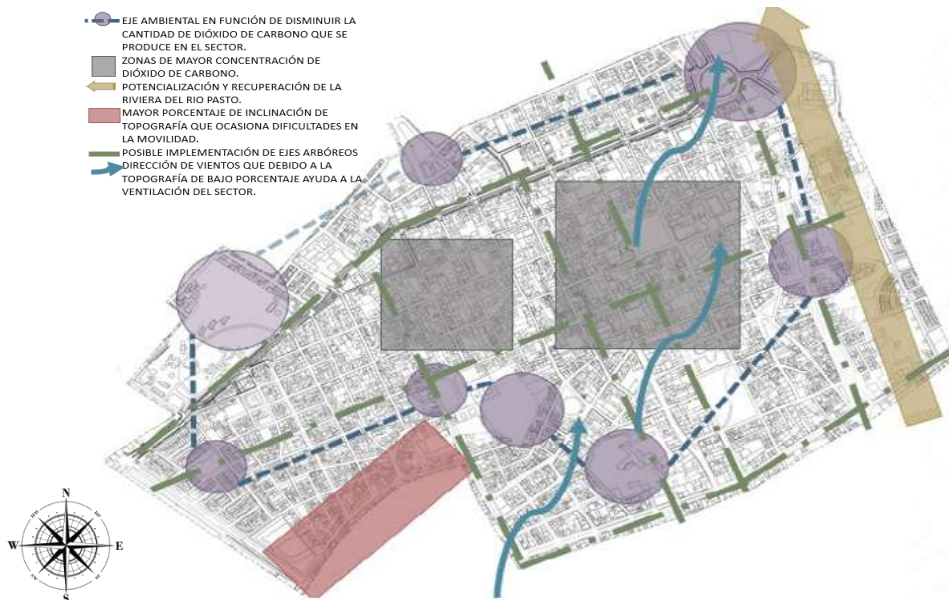 EJE AMBIENTAL EN FUNCIÓN DE DISMINUIR LA
CANTIDAD DE DIÓXIDO DE CARBONO QUE SE
PRODUCE EN EL SECTOR.
ZONAS DE MAYOR CONCENTRACIÓN DE
DIÓXIDO DE CARBONO.
POTENCIALIZACIÓN Y RECUPERACIÓN DE LA
RIVIERA DEL RIO PASTO.
MAYOR PORCENTAJE DE INCLINACIÓN DE
TOPOGRAFÍA QUE OCASIONA DIFICULTADES EN
LA MOVILIDAD.
POSIBLE IMPLEMENTACIÓN DE EJES ARBÓREOS
DIRECCIÓN DE VIENTOS QUE DEBIDO A LA
TOPOGRAFÍA DE BAJO PORCENTAJE AYUDA A LA
VENTILACIÓN DEL SECTOR.
N
W E
S